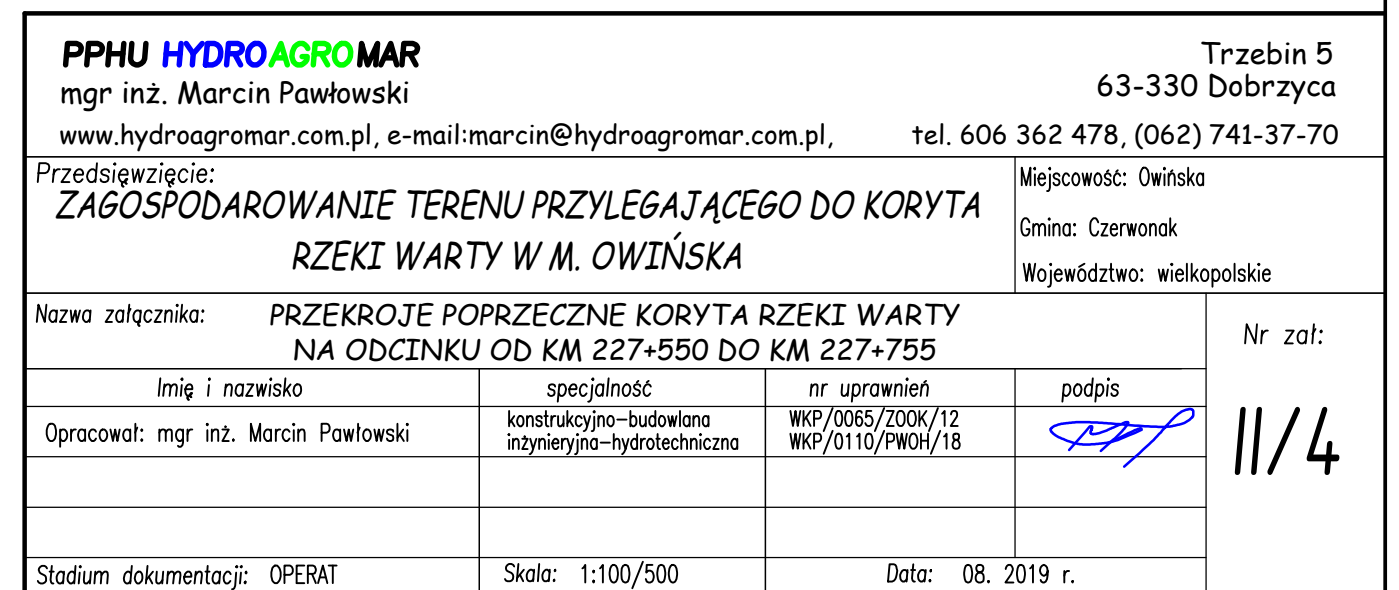 PPHU HYDROAGROMAR
mgr inż. Marcin Pawłowski
Trzebin 5
63-330 Dobrzyca
www.hydroagromar.com.pl, e-mail:marcin@hydroagromar.com.pl, tel. 606 362 478, (062) 741-37-70
Przedsięwzięcie:
ZAGOSPODAROWANIE TERENU PRZYLEGAJĄCEGO DO KORYTA
RZEKI WARTY W M. OWIŃSKA
Miejscowość: Owińska
Gmina: Czerwonak
Województwo: wielkopolskie
Nazwa załącznika: PRZEKROJE POPRZECZNE KORYTA RZEKI WARTY
NA ODCINKU OD KM 227+550 DO KM 227+755
Nr zał:
II/4
Imię i nazwisko specjalność nr uprawnień podpis
Opracował: mgr inż. Marcin Pawłowski
konstrukcyjno-budowlana
inżynieryjna-hydrotechniczna
WKP/0065/ZOOK/12
WKP/0110/PWOH/18
Stadium dokumentacji: OPERAT Skala: 1:100/500 Data: 08. 2019 r.